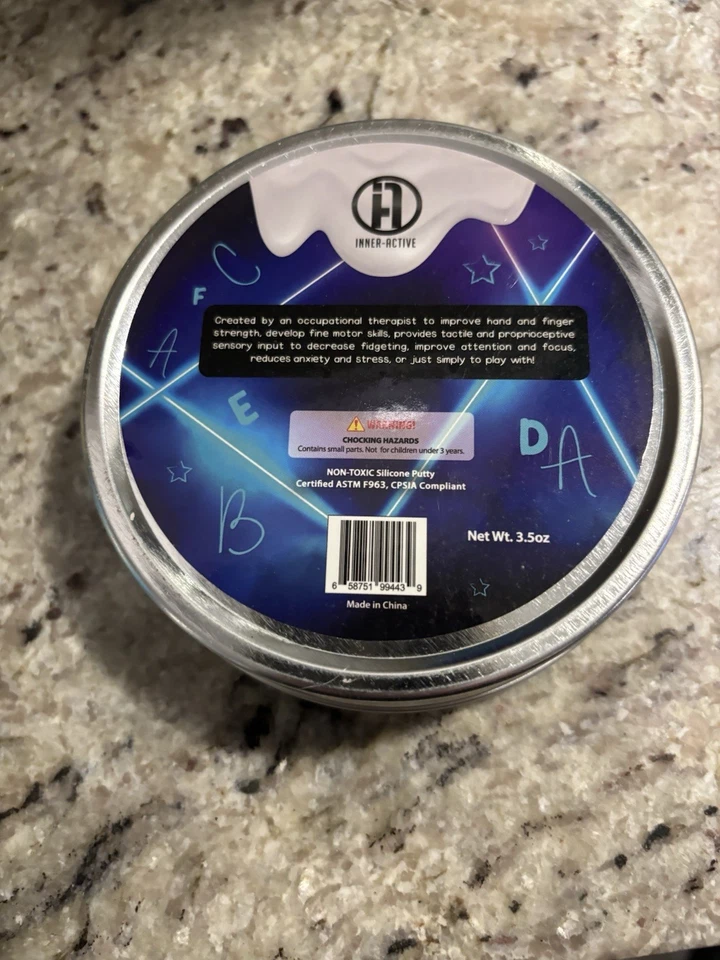 INNER-ACTIVE
C
F
Created by an occupational therapist to improve hand and finger
strength, develop fine motor skills, provides tactile and proprioceptive
sensory input to decrease fidgeting, improve attention and focus,
reduces anxiety and stress, or just simply to play with!
A
E
WARNING!
CHOCKING HAZARDS
Contains small parts. Not for children under 3 years.
D
A
NON-TOXIC Silicone Putty
Certified ASTM F963, CPSIA Compliant
B
Net Wt. 3.5oz
6 58751 99443 9
Made in China